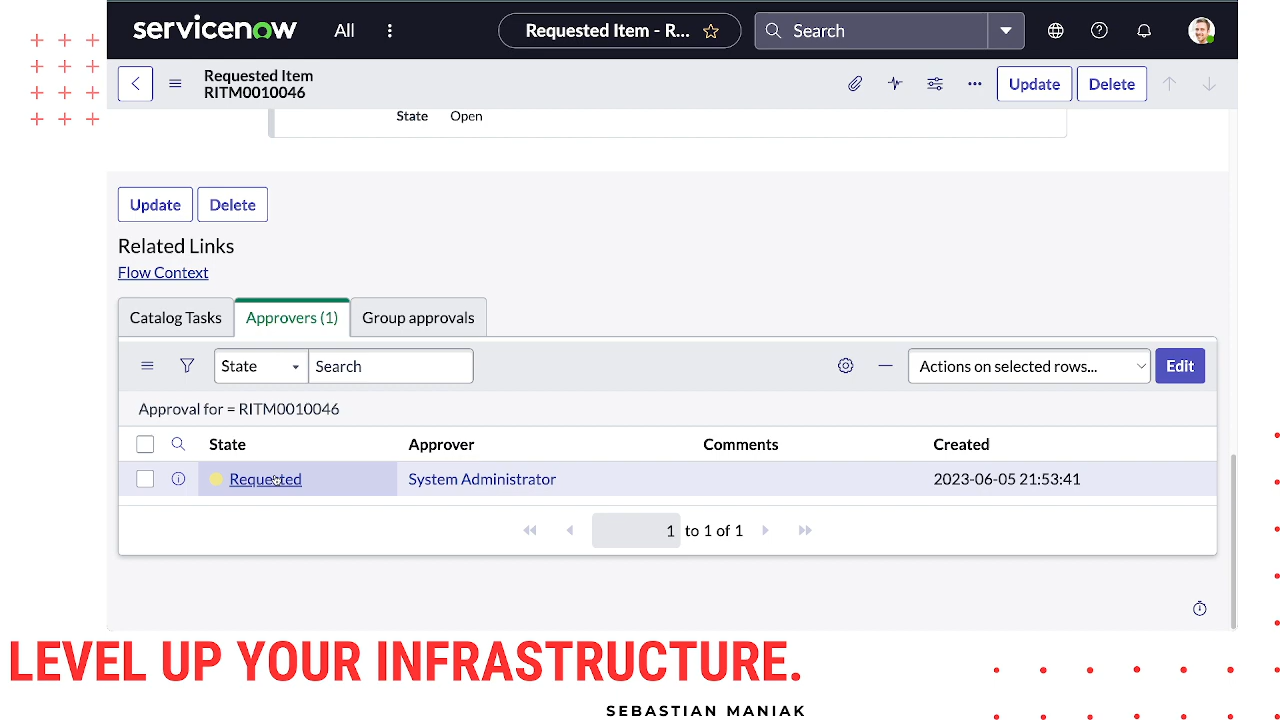 servicenow All Requested Item - R... Search
Requested Item
RITM0010046
Update Delete
State Open
Update Delete
Related Links
Flow Context
Catalog Tasks Approvers (1) Group approvals
State Search Actions on selected rows... Edit
Approval for = RITM0010046
State Approver Comments Created
Requested System Administrator 2023-06-05 21:53:41
1 to 1 of 1
LEVEL UP YOUR INFRASTRUCTURE.
SEBASTIAN MANIAK